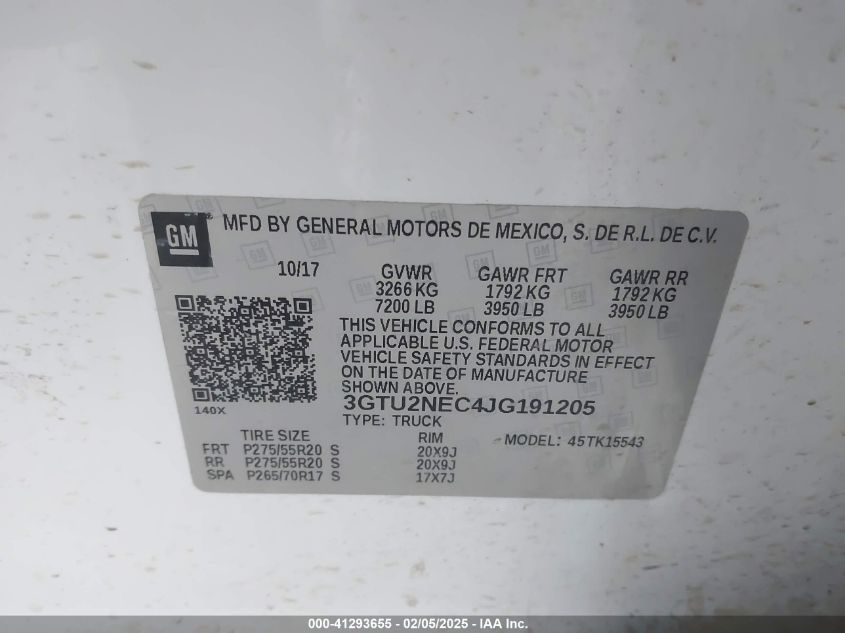 GM
MFD BY GENERAL MOTORS DE MEXICO, S. DE R.L. DE C.V.
10/17 GVWR GAWR FRT GAWR RR
3266 KG 1792 KG 1792 KG
7200 LB 3950 LB 3950 LB
THIS VEHICLE CONFORMS TO ALL
APPLICABLE U.S. FEDERAL MOTOR
VEHICLE SAFETY STANDARDS IN EFFECT
ON THE DATE OF MANUFACTURE
SHOWN ABOVE.
140X 3GTU2NEC4JG191205
TYPE: TRUCK
TIRE SIZE RIM MODEL: 45TK15543
FRT P275/55R20 S 20X9J
RR P275/55R20 S 20X9J
SPA P265/70R17 S 17X7J
000-41293655 - 02/05/2025 - IAA Inc.